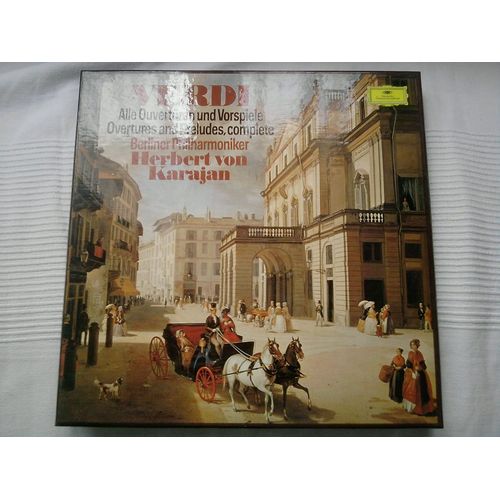 VERDI
Alle Ouvertüren und Vorspiele
Overtures and Preludes, complete
Berliner Philharmoniker
Herbert von
Karajan